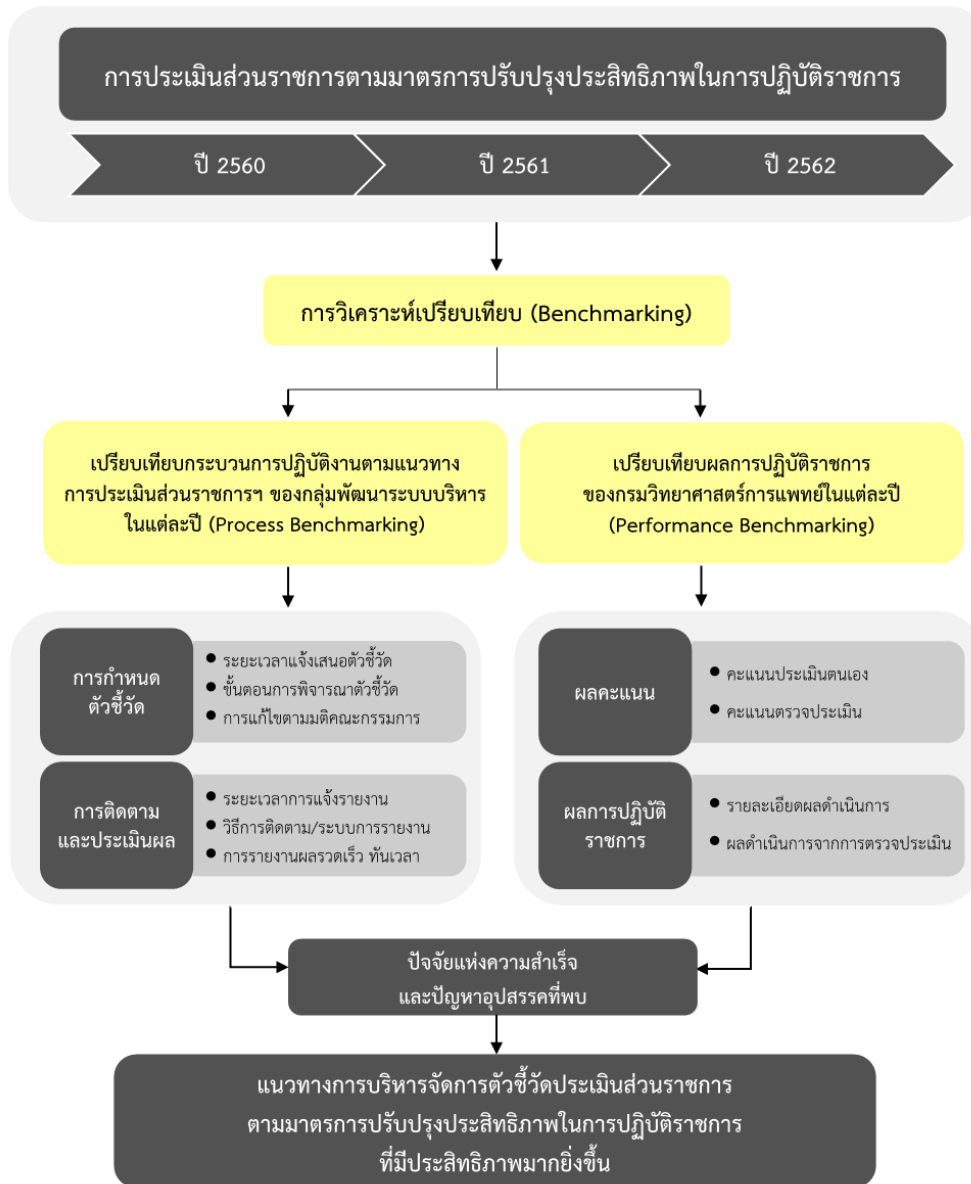 การประเมินส่วนราชการตามมาตรการปรับปรุงประสิทธิภาพในการปฏิบัติราชการ
ปี 2560
ปี 2561
ปี 2562
การวิเคราะห์เปรียบเทียบ (Benchmarking)
เปรียบเทียบกระบวนการปฏิบัติงานตามแนวทาง
การประเมินส่วนราชการฯ ของกลุ่มพัฒนาระบบบริหาร
ในแต่ละปี (Process Benchmarking)
เปรียบเทียบผลการปฏิบัติราชการ
ของกรมวิทยาศาสตร์การแพทย์ในแต่ละปี
(Performance Benchmarking)
การกำหนด
ตัวชี้วัด
● ระยะเวลาแจ้งเสนอตัวชี้วัด
● ขั้นตอนการพิจารณาตัวชี้วัด
● การแก้ไขตามมติคณะกรรมการ
การติดตาม
และประเมินผล
● ระยะเวลาการแจ้งรายงาน
● วิธีการติดตาม/ระบบการรายงาน
● การรายงานผลรวดเร็ว ทันเวลา
ผลคะแนน
● คะแนนประเมินตนเอง
● คะแนนตรวจประเมิน
ผลการปฏิบัติ
ราชการ
● รายละเอียดผลดำเนินการ
● ผลดำเนินการจากการตรวจประเมิน
ปัจจัยแห่งความสำเร็จ
และปัญหาอุปสรรคที่พบ
แนวทางการบริหารจัดการตัวชี้วัดประเมินส่วนราชการ
ตามมาตรการปรับปรุงประสิทธิภาพในการปฏิบัติราชการ
ที่มีประสิทธิภาพมากยิ่งขึ้น